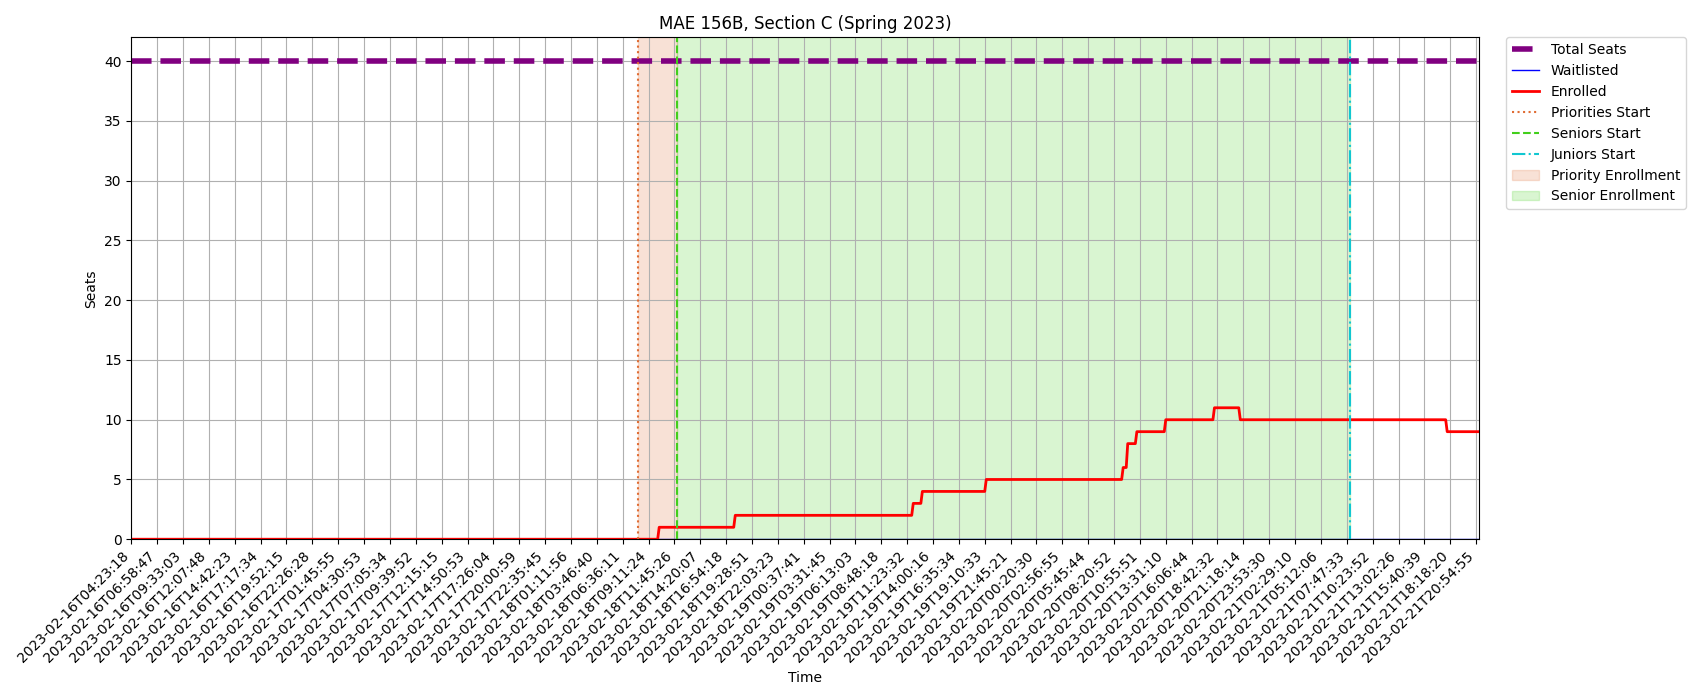 MAE 156B, Section C (Spring 2023)
Total Seats
Waitlisted
Enrolled
Priorities Start
Seniors Start
Juniors Start
Priority Enrollment
Senior Enrollment
Seats
40
35
30
25
20
15
10
5
0
2023-02-16T04:23:18
2023-02-16T06:58:47
2023-02-16T09:33:03
2023-02-16T12:07:48
2023-02-16T14:42:23
2023-02-16T17:17:34
2023-02-16T19:52:15
2023-02-16T22:26:28
2023-02-17T01:45:55
2023-02-17T04:30:53
2023-02-17T07:05:34
2023-02-17T09:39:52
2023-02-17T12:15:15
2023-02-17T14:50:53
2023-02-17T17:26:04
2023-02-17T20:00:59
2023-02-17T22:35:45
2023-02-18T01:11:56
2023-02-18T03:46:40
2023-02-18T06:36:11
2023-02-18T09:11:24
2023-02-18T11:45:26
2023-02-18T14:20:07
2023-02-18T16:54:18
2023-02-18T19:28:51
2023-02-18T22:03:23
2023-02-19T00:37:41
2023-02-19T03:31:45
2023-02-19T06:13:03
2023-02-19T08:48:18
2023-02-19T11:23:32
2023-02-19T14:00:16
2023-02-19T16:35:34
2023-02-19T19:10:33
2023-02-19T21:45:21
2023-02-20T00:20:30
2023-02-20T02:56:55
2023-02-20T05:45:44
2023-02-20T08:20:52
2023-02-20T10:55:51
2023-02-20T13:31:10
2023-02-20T16:06:44
2023-02-20T18:42:32
2023-02-20T21:18:14
2023-02-20T23:53:30
2023-02-21T02:29:10
2023-02-21T05:12:06
2023-02-21T07:47:33
2023-02-21T10:23:52
2023-02-21T13:02:26
2023-02-21T15:40:39
2023-02-21T18:18:20
2023-02-21T20:54:55
Time